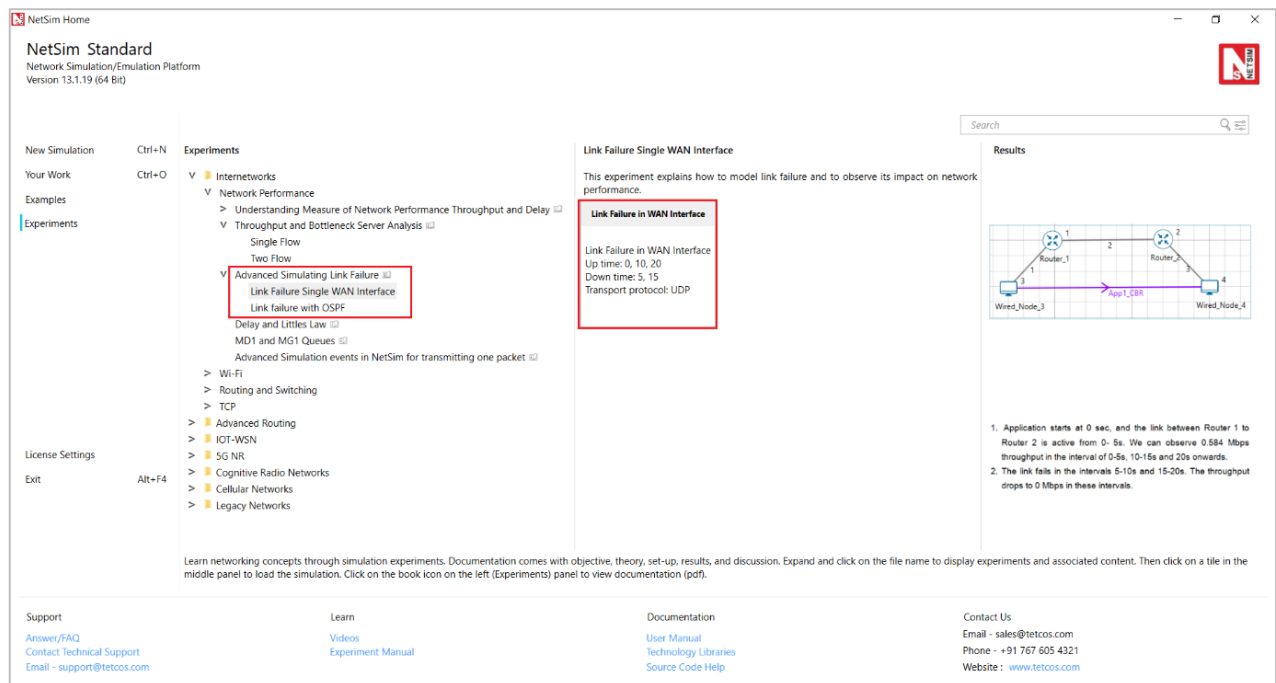 NetSim Home
NetSim Standard
Network Simulation/Emulation Platform
Version 13.1.19 (64 Bit)
NETSIM
Search
New Simulation Ctrl+N
Your Work Ctrl+O
Examples
Experiments
License Settings
Exit Alt+F4
Experiments
Internetworks
Network Performance
Understanding Measure of Network Performance Throughput and Delay
Throughput and Bottleneck Server Analysis
Single Flow
Two Flow
Advanced Simulating Link Failure
Link Failure Single WAN Interface
Link failure with OSPF
Delay and Littles Law
MD1 and MG1 Queues
Advanced Simulation events in NetSim for transmitting one packet
Wi-Fi
Routing and Switching
TCP
Advanced Routing
IOT-WSN
5G NR
Cognitive Radio Networks
Cellular Networks
Legacy Networks
Link Failure Single WAN Interface
This experiment explains how to model link failure and to observe its impact on network
performance.
Link Failure in WAN Interface
Link Failure in WAN Interface
Up time: 0, 10, 20
Down time: 5, 15
Transport protocol: UDP
Results
1
2
2
Router_1
Router_2
1
3
3
4
App1_CBR
Wired_Node_3
Wired_Node_4
1. Application starts at 0 sec, and the link between Router 1 to
Router 2 is active from 0- 5s. We can observe 0.584 Mbps
throughput in the interval of 0-5s, 10-15s and 20s onwards.
2. The link fails in the intervals 5-10s and 15-20s. The throughput
drops to 0 Mbps in these intervals.
Learn networking concepts through simulation experiments. Documentation comes with objective, theory, set-up, results, and discussion. Expand and click on the file name to display experiments and associated content. Then click on a tile in the
middle panel to load the simulation. Click on the book icon on the left (Experiments) panel to view documentation (pdf).
Support
Answer/FAQ
Contact Technical Support
Email - support@tetcos.com
Learn
Videos
Experiment Manual
Documentation
User Manual
Technology Libraries
Source Code Help
Contact Us
Email - sales@tetcos.com
Phone - +91 767 605 4321
Website : www.tetcos.com